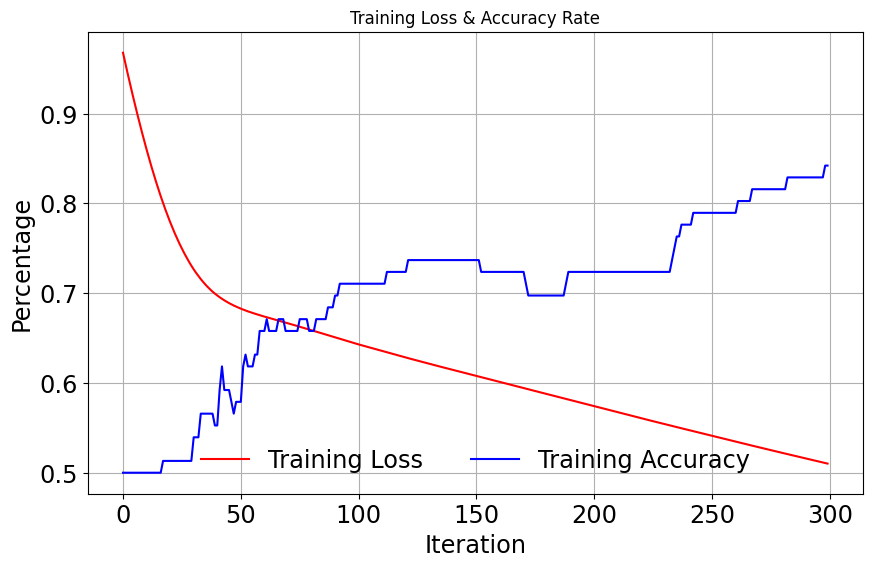 Training Loss & Accuracy Rate
Percentage
0.9
0.8
0.7
0.6
0.5
Training Loss
Training Accuracy
0
50
100
150
200
250
300
Iteration